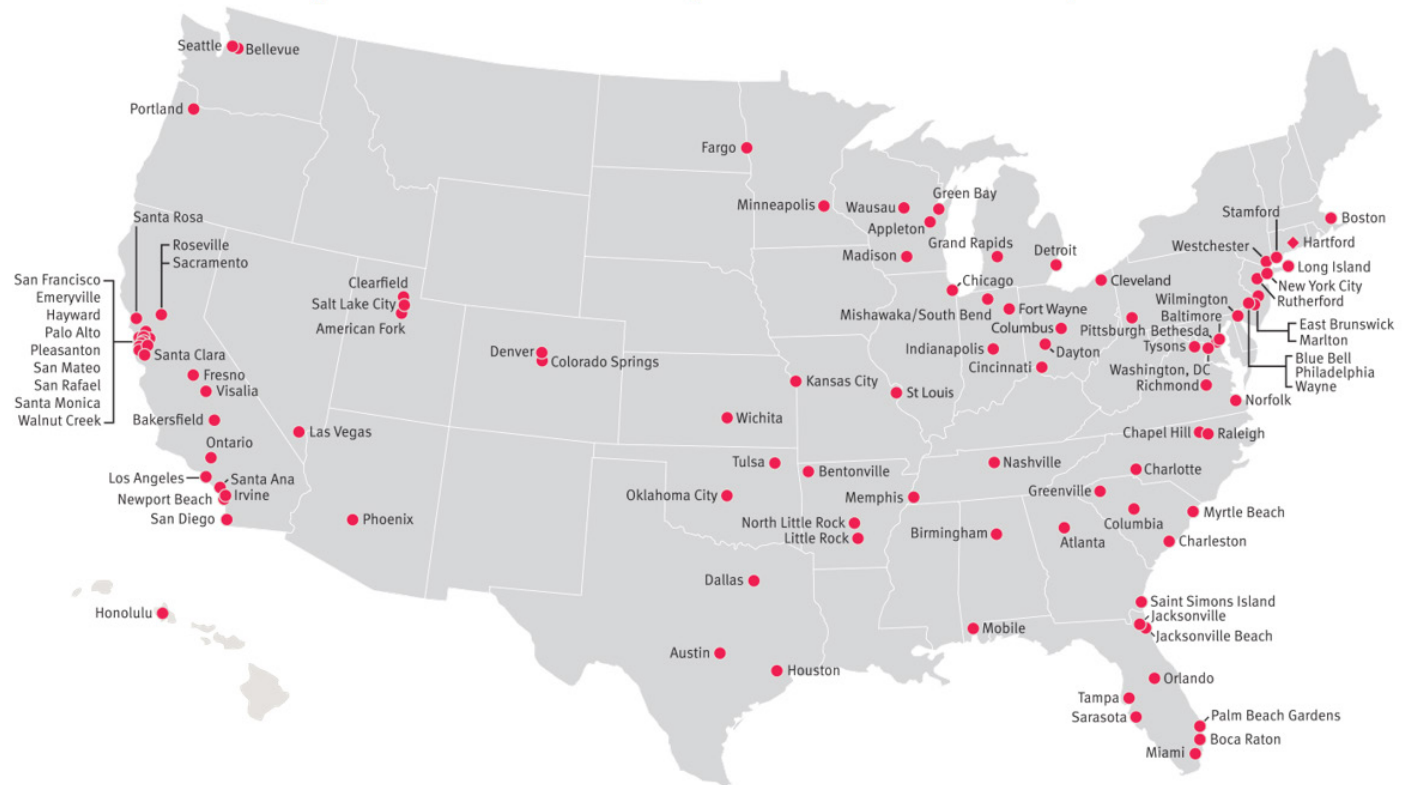 Seattle
Bellevue
Portland
Fargo
Minneapolis
Wausau
Green Bay
Appleton
Madison
Grand Rapids
Detroit
Stamford
Boston
Westchester
Hartford
Long Island
New York City
Rutherford
Santa Rosa
Roseville
Sacramento
San Francisco
Emeryville
Hayward
Palo Alto
Pleasanton
San Mateo
San Rafael
Santa Monica
Walnut Creek
Santa Clara
Fresno
Visalia
Bakersfield
Ontario
Los Angeles
Santa Ana
Newport Beach
Irvine
San Diego
Las Vegas
Phoenix
Clearfield
Salt Lake City
American Fork
Denver
Colorado Springs
Chicago
Mishawaka/South Bend
Fort Wayne
Columbus
Indianapolis
Dayton
Cincinnati
Cleveland
Wilmington
Baltimore
Pittsburgh
Bethesda
Tysons
Washington, DC
Richmond
East Brunswick
Marlton
Blue Bell
Philadelphia
Wayne
Norfolk
Kansas City
St Louis
Wichita
Tulsa
Bentonville
Oklahoma City
Memphis
North Little Rock
Little Rock
Nashville
Chapel Hill
Raleigh
Charlotte
Greenville
Columbia
Myrtle Beach
Birmingham
Atlanta
Charleston
Dallas
Austin
Houston
Mobile
Saint Simons Island
Jacksonville
Jacksonville Beach
Orlando
Tampa
Sarasota
Palm Beach Gardens
Boca Raton
Miami
Honolulu